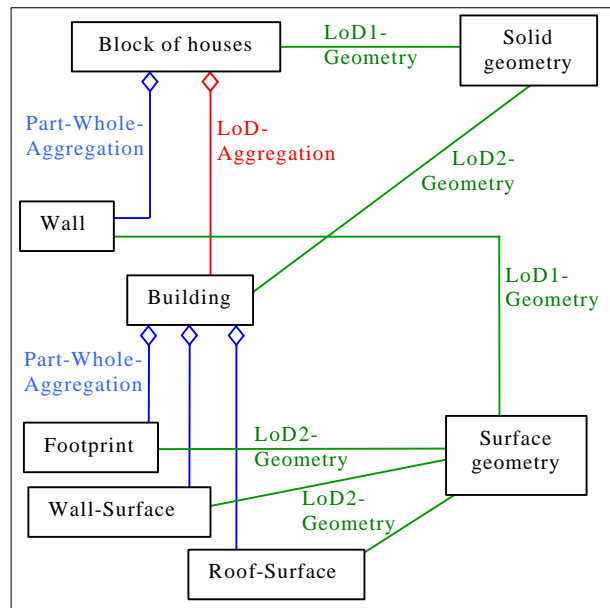 Block of houses
LoD1-
Geometry
Solid
geometry
Part-Whole-
Aggregation
LoD-
Aggregation
LoD2-
Geometry
Wall
LoD1-
Geometry
Building
Part-Whole-
Aggregation
Footprint
LoD2-
Geometry
Surface
geometry
Wall-Surface
LoD2-
Geometry
Roof-Surface